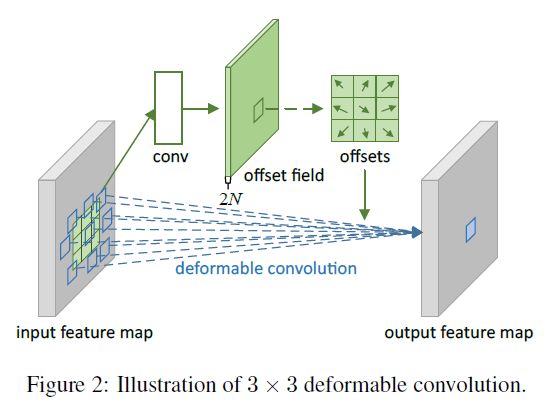 conv
offset field
offsets
2N
deformable convolution
input feature map
output feature map
Figure 2: Illustration of 3 × 3 deformable convolution.